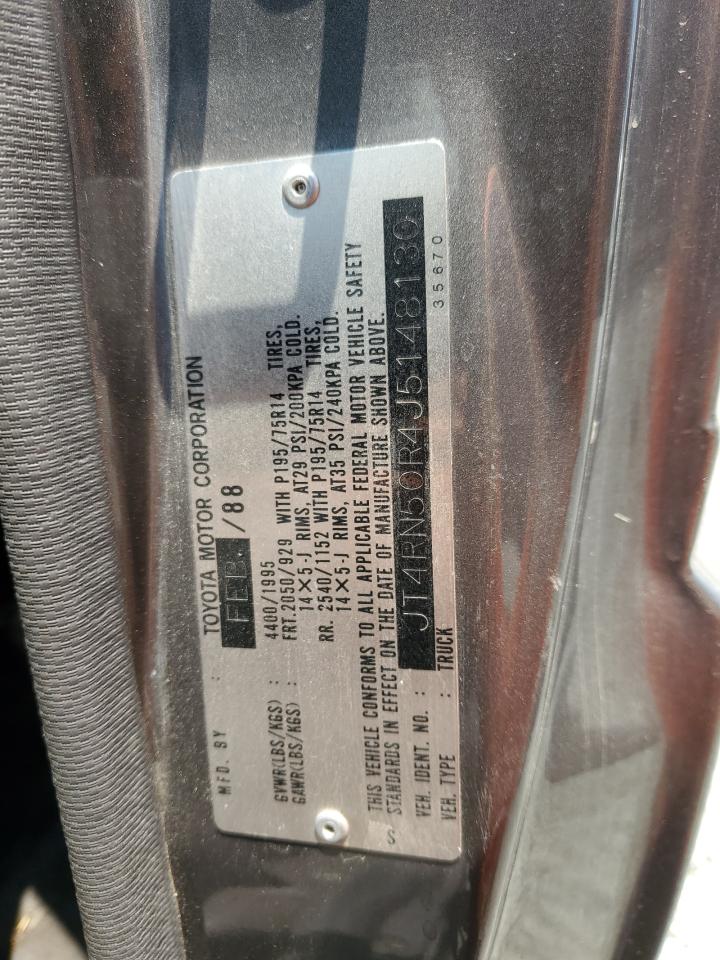 MFD. BY : TOYOTA MOTOR CORPORATION
FEB. /88
GVWR(LBS/KGS) : 4400/1995
GAWR(LBS/KGS) : FRT.2050/929 WITH P195/75R14 TIRES,
14×5-J RIMS, AT29 PSI/200KPA COLD.
RR. 2540/1152 WITH P195/75R14 TIRES,
14×5-J RIMS, AT35 PSI/240KPA COLD.
THIS VEHICLE CONFORMS TO ALL APPLICABLE FEDERAL MOTOR VEHICLE SAFETY
S STANDARDS IN EFFECT ON THE DATE OF MANUFACTURE SHOWN ABOVE.
VEH. IDENT. NO. : JT4RN50R4J5148130
VEH. TYPE : TRUCK 35670